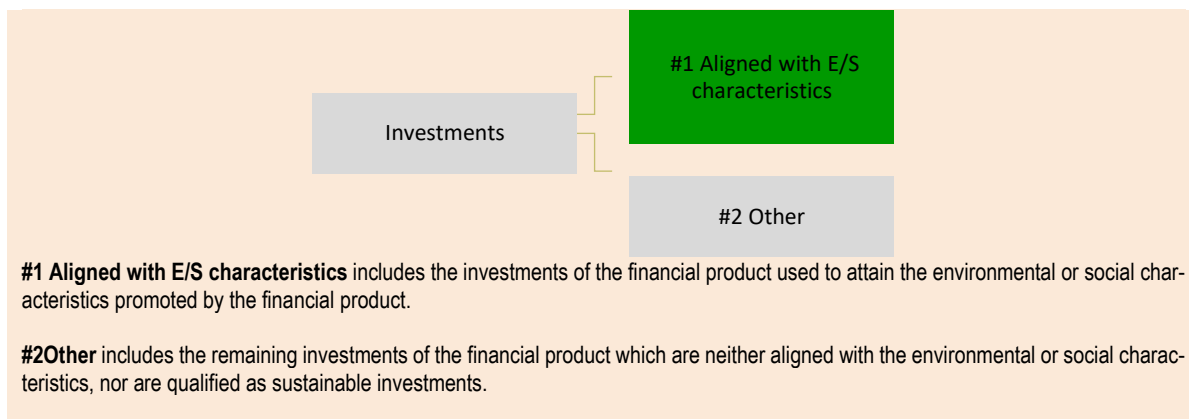 #1 Aligned with E/S
characteristics
Investments
#2 Other
#1 Aligned with E/S characteristics includes the investments of the financial product used to attain the environmental or social char-
acteristics promoted by the financial product.
#2Other includes the remaining investments of the financial product which are neither aligned with the environmental or social charac-
teristics, nor are qualified as sustainable investments.